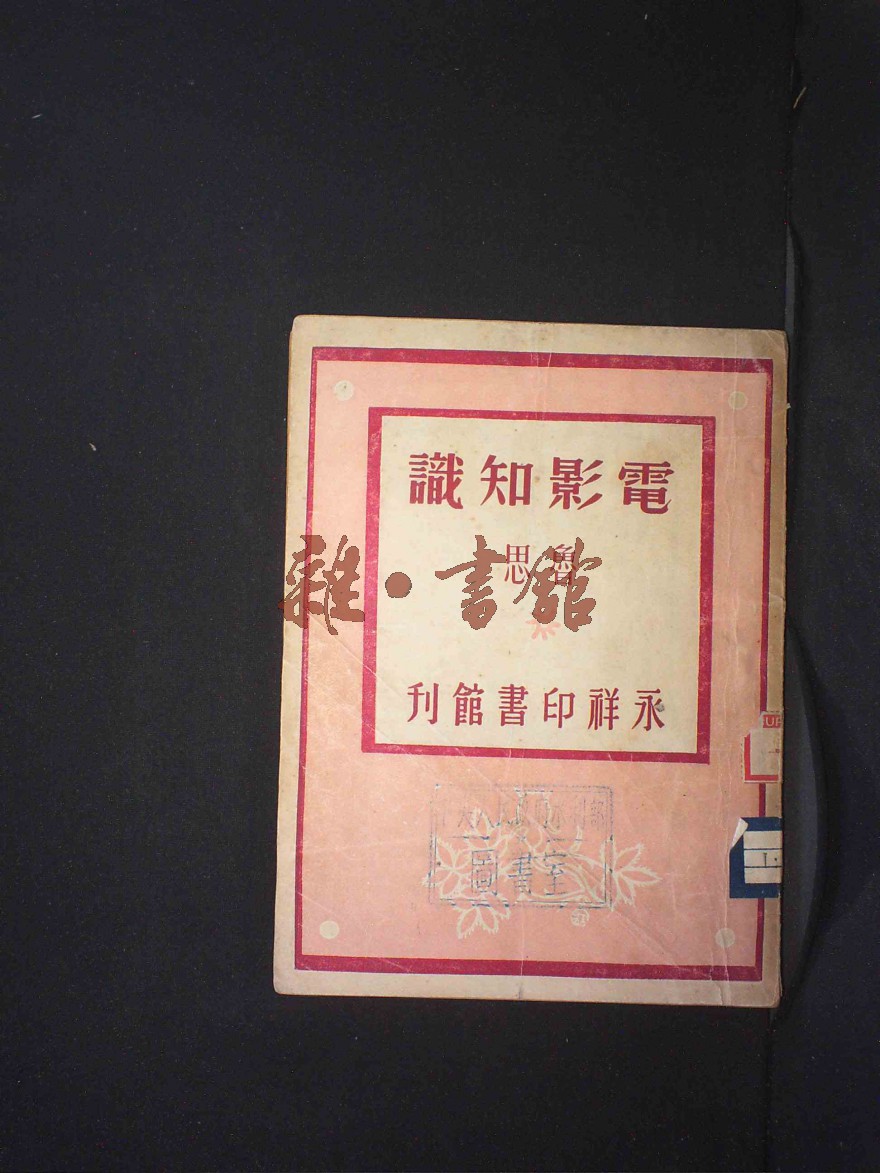 電影知識
魯思
雜·書館
永祥印書館刊
圖書室